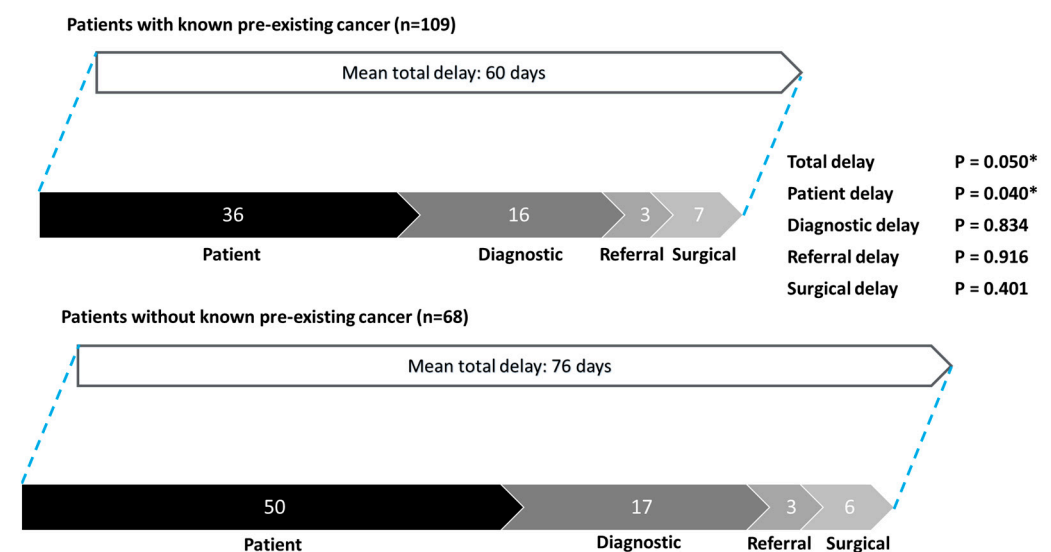 Patients with known pre-existing cancer (n=109)
Mean total delay: 60 days
36 16 3 7
Patient Diagnostic Referral Surgical
Total delay P = 0.050*
Patient delay P = 0.040*
Diagnostic delay P = 0.834
Referral delay P = 0.916
Surgical delay P = 0.401
Patients without known pre-existing cancer (n=68)
Mean total delay: 76 days
50 17 3 6
Patient Diagnostic Referral Surgical